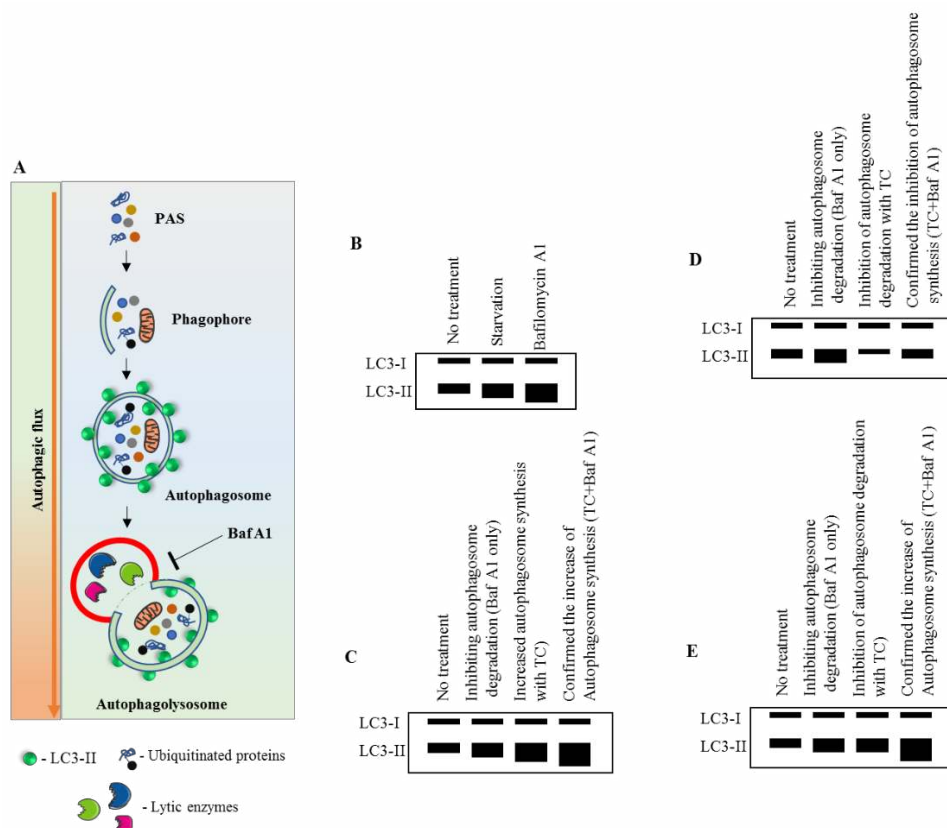 A
Autophagic flux
PAS
Phagophore
Autophagosome
Baf A1
Autophagolysosome
- LC3-II
- Ubiquitinated proteins
- Lytic enzymes
B
No treatment
Starvation
Bafilomycin A1
LC3-I
LC3-II
C
No treatment
Inhibiting autophagosome
degradation (Baf A1 only)
Increased autophagosome synthesis
with TC)
Confirmed the increase of
Autophagosome synthesis (TC+Baf A1)
LC3-I
LC3-II
D
No treatment
Inhibiting autophagosome
degradation (Baf A1 only)
Inhibition of autophagosome
degradation with TC
Confirmed the inhibition of autophagosome
synthesis (TC+Baf A1)
LC3-I
LC3-II
E
No treatment
Inhibiting autophagosome
degradation (Baf A1 only)
Inhibition of autophagosome degradation
with TC)
Confirmed the increase of
Autophagosome synthesis (TC+Baf A1)
LC3-I
LC3-II